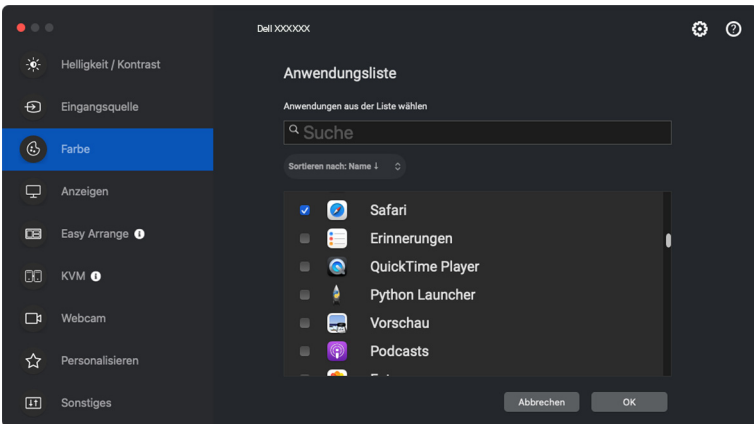 Dell XXXXXX
Helligkeit / Kontrast
Eingangsquelle
Farbe
Anzeigen
Easy Arrange
KVM
Webcam
Personalisieren
Sonstiges
Anwendungsliste
Anwendungen aus der Liste wählen
Suche
Sortieren nach: Name ↓
Safari
Erinnerungen
QuickTime Player
Python Launcher
Vorschau
Podcasts
Abbrechen
OK